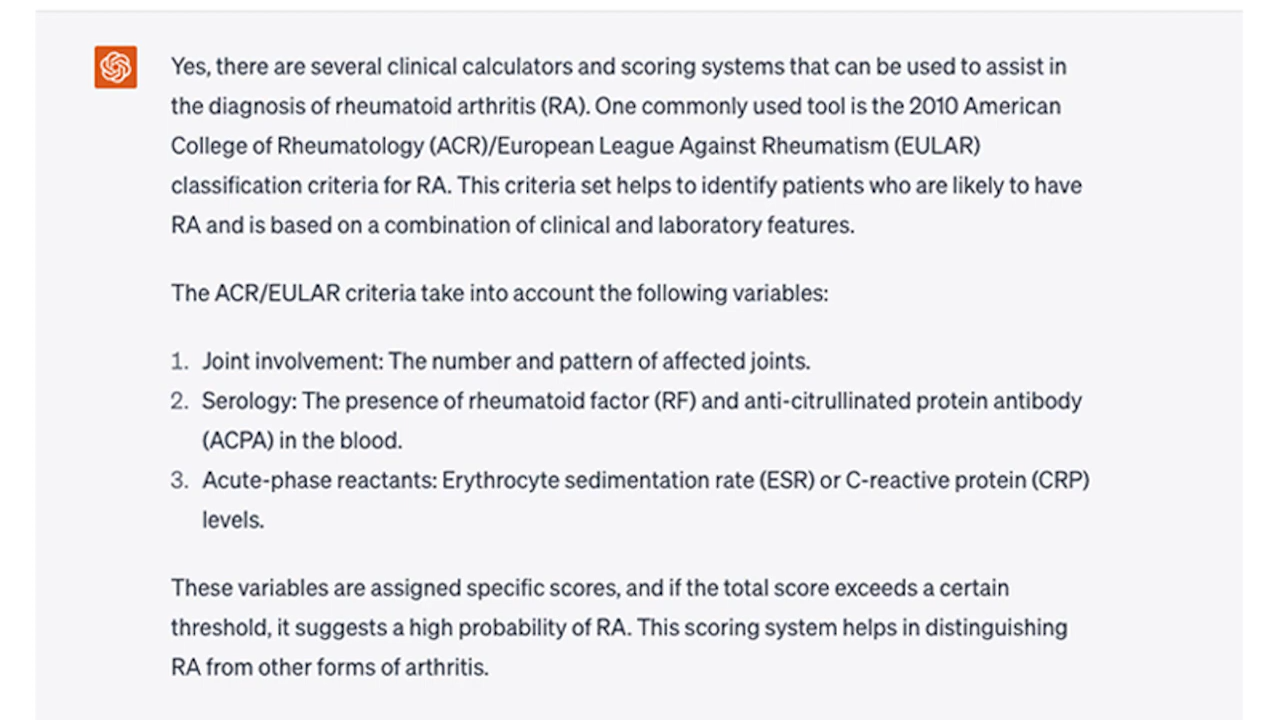 Yes, there are several clinical calculators and scoring systems that can be used to assist in
the diagnosis of rheumatoid arthritis (RA). One commonly used tool is the 2010 American
College of Rheumatology (ACR)/European League Against Rheumatism (EULAR)
classification criteria for RA. This criteria set helps to identify patients who are likely to have
RA and is based on a combination of clinical and laboratory features.
The ACR/EULAR criteria take into account the following variables:
1. Joint involvement: The number and pattern of affected joints.
2. Serology: The presence of rheumatoid factor (RF) and anti-citrullinated protein antibody
(ACPA) in the blood.
3. Acute-phase reactants: Erythrocyte sedimentation rate (ESR) or C-reactive protein (CRP)
levels.
These variables are assigned specific scores, and if the total score exceeds a certain
threshold, it suggests a high probability of RA. This scoring system helps in distinguishing
RA from other forms of arthritis.